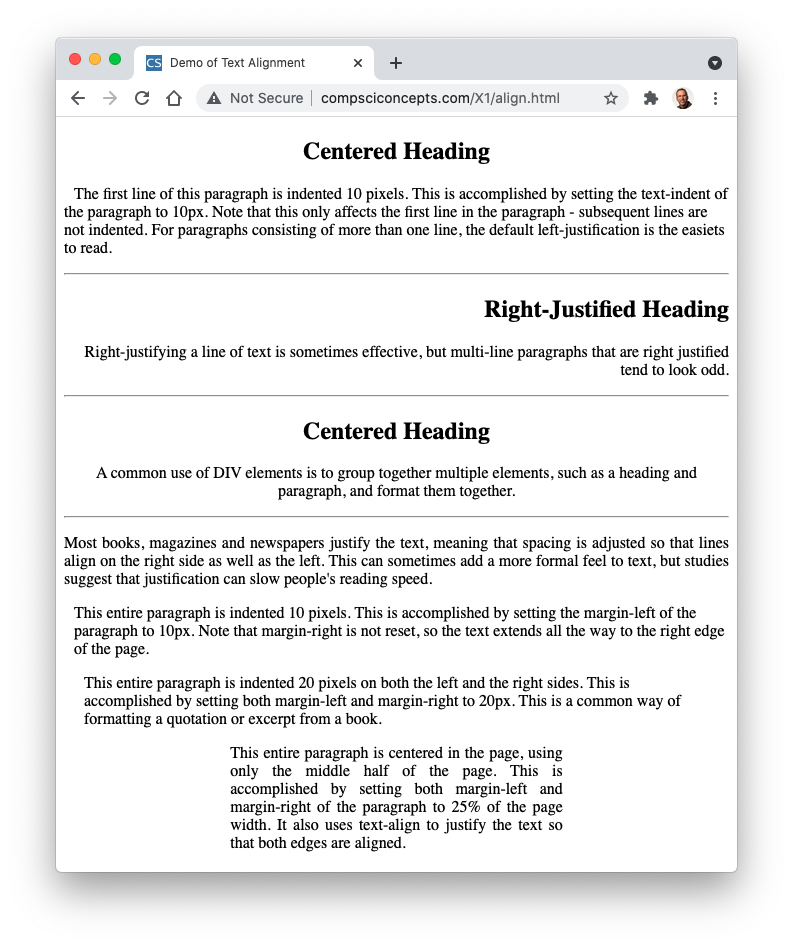 CS Demo of Text Alignment
Not Secure compsciconcepts.com/X1/align.html
Centered Heading
The first line of this paragraph is indented 10 pixels. This is accomplished by setting the text-indent of
the paragraph to 10px. Note that this only affects the first line in the paragraph - subsequent lines are
not indented. For paragraphs consisting of more than one line, the default left-justification is the easiets
to read.
Right-Justified Heading
Right-justifying a line of text is sometimes effective, but multi-line paragraphs that are right justified
tend to look odd.
Centered Heading
A common use of DIV elements is to group together multiple elements, such as a heading and
paragraph, and format them together.
Most books, magazines and newspapers justify the text, meaning that spacing is adjusted so that lines
align on the right side as well as the left. This can sometimes add a more formal feel to text, but studies
suggest that justification can slow people's reading speed.
This entire paragraph is indented 10 pixels. This is accomplished by setting the margin-left of the
paragraph to 10px. Note that margin-right is not reset, so the text extends all the way to the right edge
of the page.
This entire paragraph is indented 20 pixels on both the left and the right sides. This is
accomplished by setting both margin-left and margin-right to 20px. This is a common way of
formatting a quotation or excerpt from a book.
This entire paragraph is centered in the page, using
only the middle half of the page. This is
accomplished by setting both margin-left and
margin-right of the paragraph to 25% of the page
width. It also uses text-align to justify the text so
that both edges are aligned.